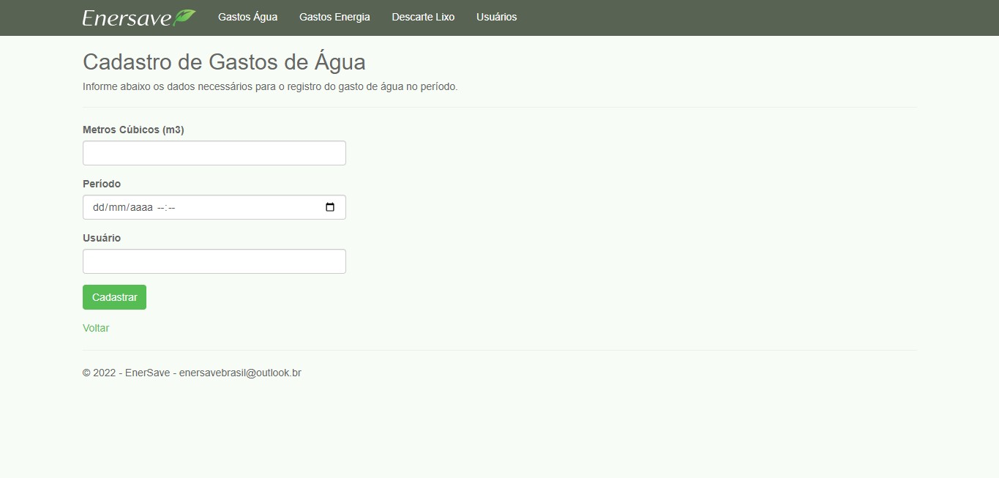 Enersave Gastos Água Gastos Energia Descarte Lixo Usuários
Cadastro de Gastos de Água
Informe abaixo os dados necessários para o registro do gasto de água no período.
Metros Cúbicos (m3)
Período
dd/mm/aaaa --:--
Usuário
Cadastrar
Voltar
© 2022 - EnerSave - enersavebrasil@outlook.br